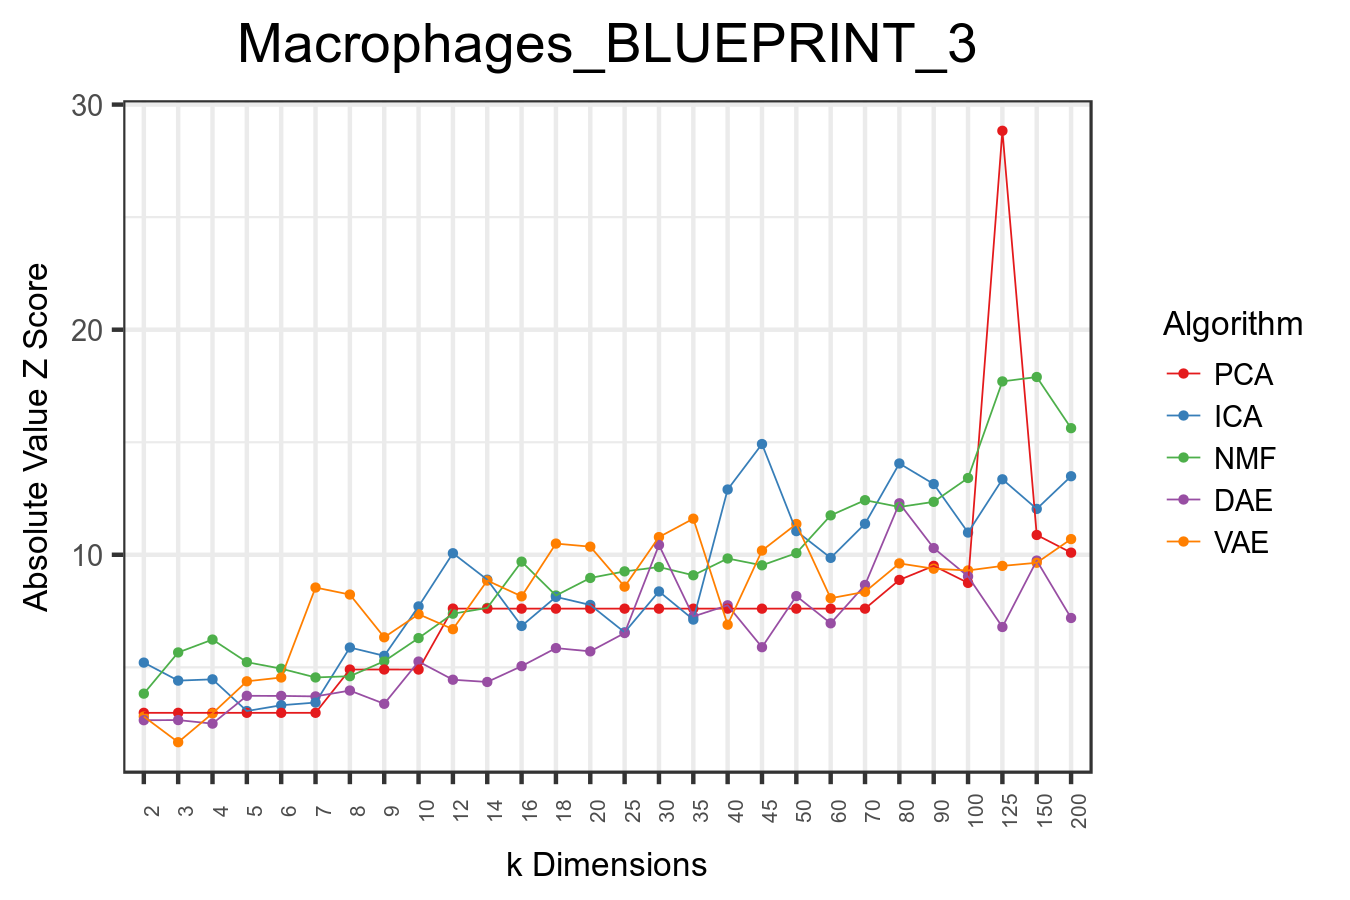 Macrophages_BLUEPRINT_3
30
20
10
Absolute Value Z Score
2 3 4 5 6 7 8 9 10 12 14 16 18 20 25 30 35 40 45 50 60 70 80 90 100 125 150 200
k Dimensions
Algorithm
PCA
ICA
NMF
DAE
VAE